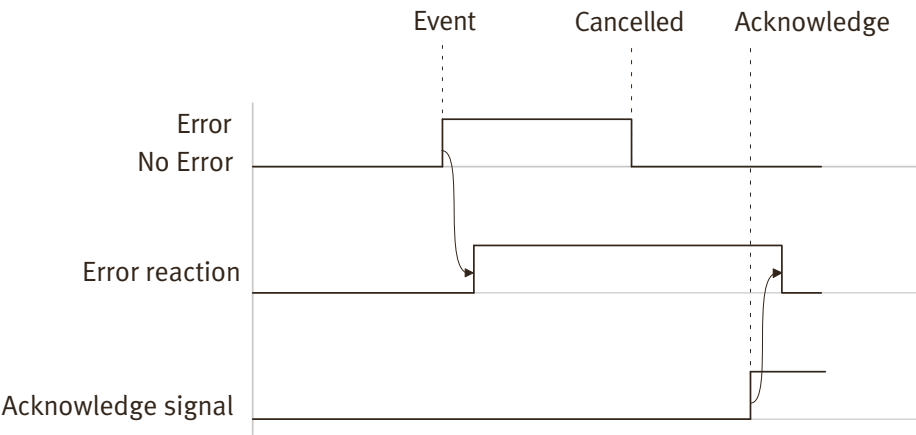 Event Cancelled Acknowledge
Error
No Error
Error reaction
Acknowledge signal